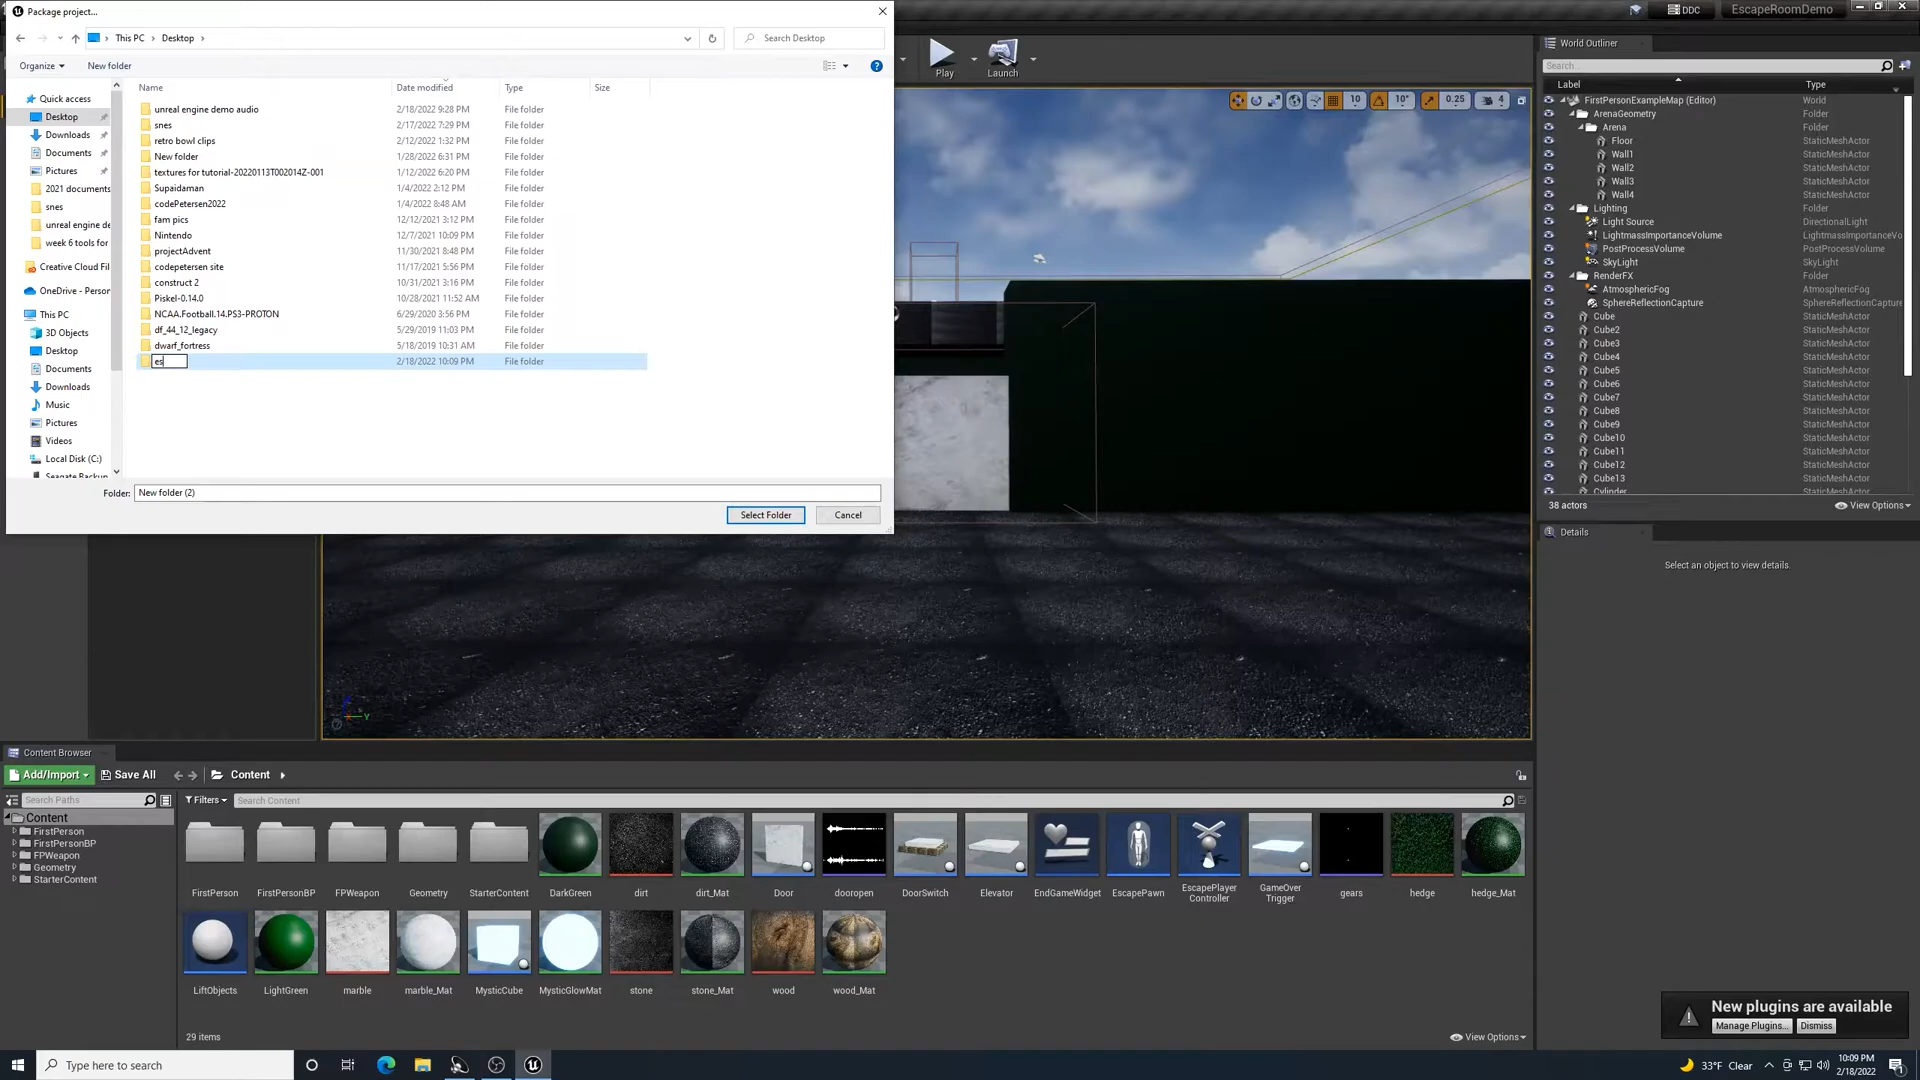 Package project...
DDC
EscapeRoomDemo
This PC
Desktop
Search Desktop
Organize
New folder
Name
Date modified
Type
Size
Quick access
Desktop
Downloads
Documents
Pictures
2021 documents
snes
unreal engine de
week 6 tools for
Creative Cloud Fil
OneDrive - Person
This PC
3D Objects
Desktop
Documents
Downloads
Music
Pictures
Videos
Local Disk (C:)
Seagate Backup
unreal engine demo audio 2/18/2022 9:28 PM File folder
snes 2/17/2022 7:29 PM File folder
retro bowl clips 2/12/2022 1:32 PM File folder
New folder 1/28/2022 6:31 PM File folder
textures for tutorial-20220113T002014Z-001 1/12/2022 6:20 PM File folder
Supaidaman 1/4/2022 2:12 PM File folder
codePetersen2022 1/4/2022 8:48 AM File folder
fam pics 12/12/2021 3:12 PM File folder
Nintendo 12/7/2021 10:09 PM File folder
projectAdvent 11/30/2021 8:48 PM File folder
codepetersen site 11/17/2021 5:56 PM File folder
construct 2 10/31/2021 3:16 PM File folder
Piskel-0.14.0 10/28/2021 11:52 AM File folder
NCAA.Football.14.PS3-PROTON 6/29/2020 3:56 PM File folder
df_44_12_legacy 5/29/2019 11:03 PM File folder
dwarf_fortress 5/18/2019 10:31 AM File folder
es 2/18/2022 10:09 PM File folder
Folder: New folder (2)
Select Folder
Cancel
Play
Launch
10
10°
0.25
4
World Outliner
Search...
Label
Type
FirstPersonExampleMap (Editor) World
ArenaGeometry Folder
Arena Folder
Floor StaticMeshActor
Wall1 StaticMeshActor
Wall2 StaticMeshActor
Wall3 StaticMeshActor
Wall4 StaticMeshActor
Lighting Folder
Light Source DirectionalLight
LightmassImportanceVolume LightmassImportanceVo
PostProcessVolume PostProcessVolume
SkyLight SkyLight
RenderFX Folder
AtmosphericFog AtmosphericFog
SphereReflectionCapture SphereReflectionCapture
Cube StaticMeshActor
Cube2 StaticMeshActor
Cube3 StaticMeshActor
Cube4 StaticMeshActor
Cube5 StaticMeshActor
Cube6 StaticMeshActor
Cube7 StaticMeshActor
Cube8 StaticMeshActor
Cube9 StaticMeshActor
Cube10 StaticMeshActor
Cube11 StaticMeshActor
Cube12 StaticMeshActor
Cube13 StaticMeshActor
Cylinder StaticMeshActor
38 actors
View Options
Details
Select an object to view details.
Y
Content Browser
Add/Import
Save All
Content
Search Paths
Filters
Search Content
Content
FirstPerson
FirstPersonBP
FPWeapon
Geometry
StarterContent
FirstPerson
FirstPersonBP
FPWeapon
Geometry
StarterContent
DarkGreen
dirt
dirt_Mat
Door
dooropen
DoorSwitch
Elevator
EndGameWidget
EscapePawn
EscapePlayer
Controller
GameOver
Trigger
gears
hedge
hedge_Mat
LiftObjects
LightGreen
marble
marble_Mat
MysticCube
MysticGlowMat
stone
stone_Mat
wood
wood_Mat
29 items
View Options
New plugins are available
Manage Plugins...
Dismiss
Type here to search
33°F Clear
10:09 PM
2/18/2022